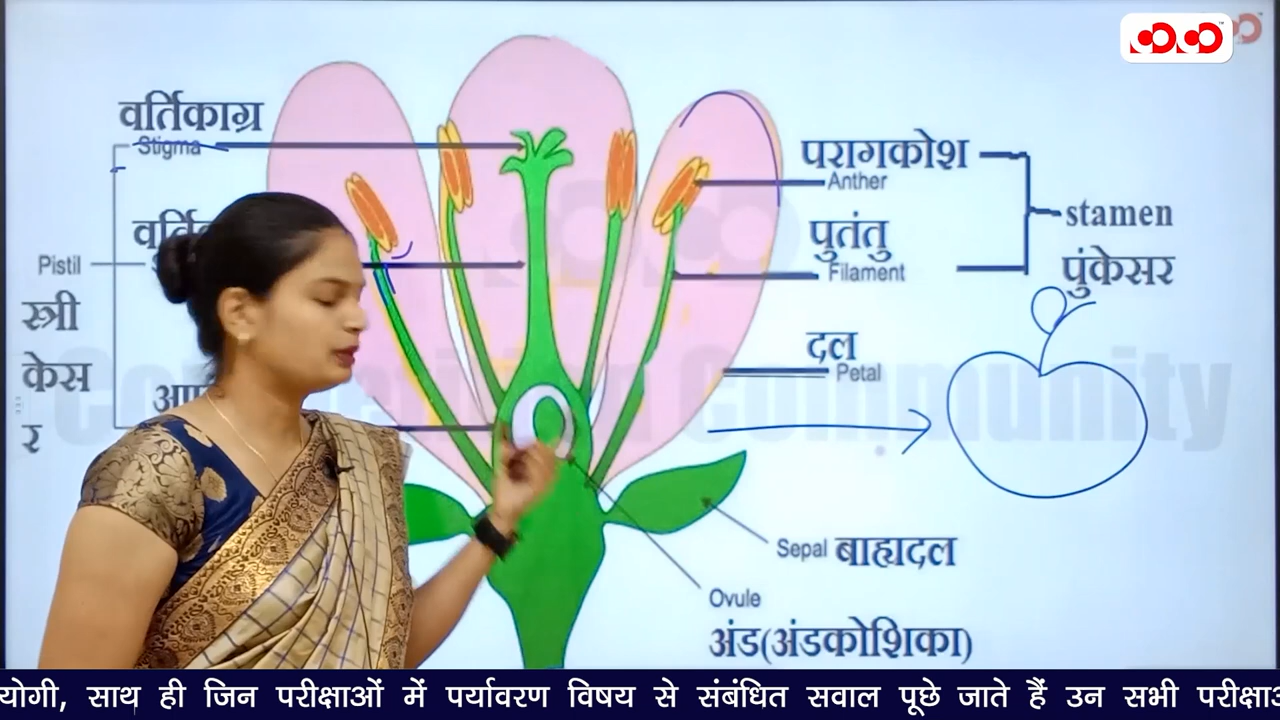 वर्तिकाग्र
Stigma
Pistil
स्त्री
केस
र
परागकोश
Anther
stamen
पुतंतु
Filament
पुंकेसर
दल
Petal
Sepal बाह्यदल
Ovule
अंड(अंडकोशिका)
Community
योगी, साथ ही जिन परीक्षाओं में पर्यावरण विषय से संबंधित सवाल पूछे जाते हैं उन सभी